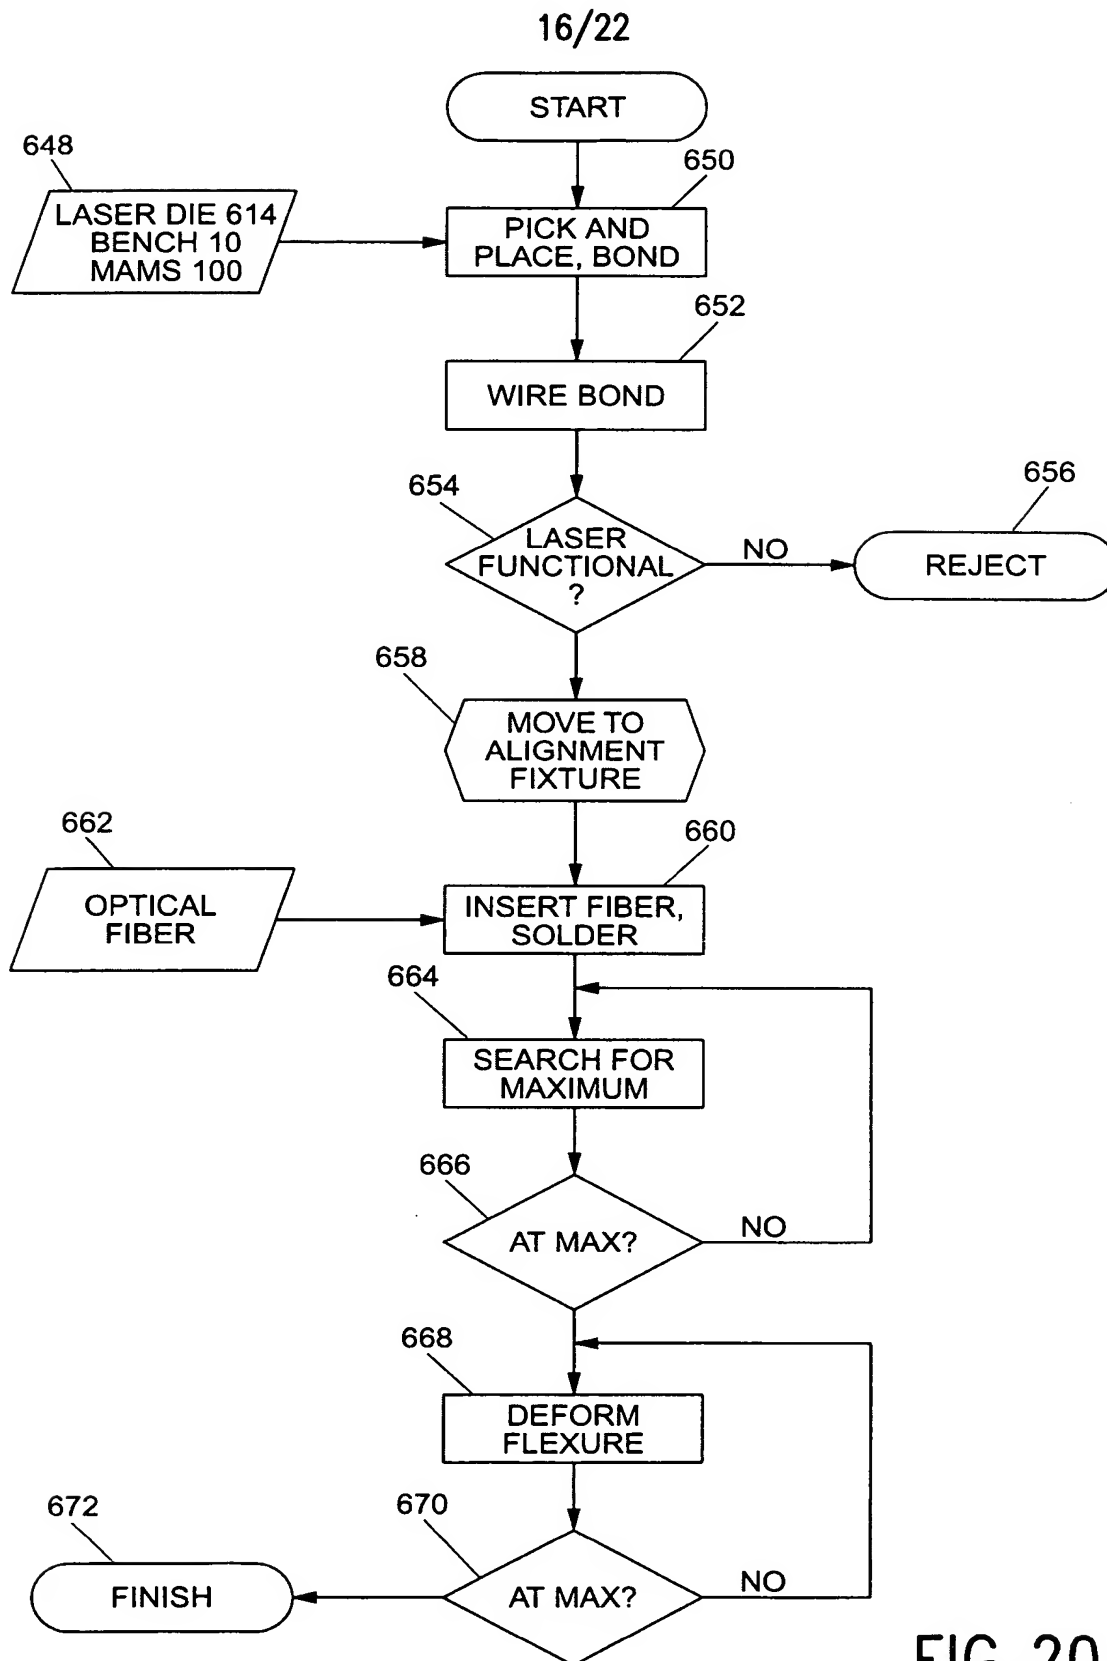 16/22
START
648
650
LASER DIE 614
BENCH 10
MAMS 100
PICK AND
PLACE, BOND
652
WIRE BOND
654
656
LASER
FUNCTIONAL
?
NO
REJECT
658
MOVE TO
ALIGNMENT
FIXTURE
662
660
OPTICAL
FIBER
INSERT FIBER,
SOLDER
664
SEARCH FOR
MAXIMUM
666
AT MAX?
NO
668
DEFORM
FLEXURE
672
670
FINISH
AT MAX?
NO
FIG. 20